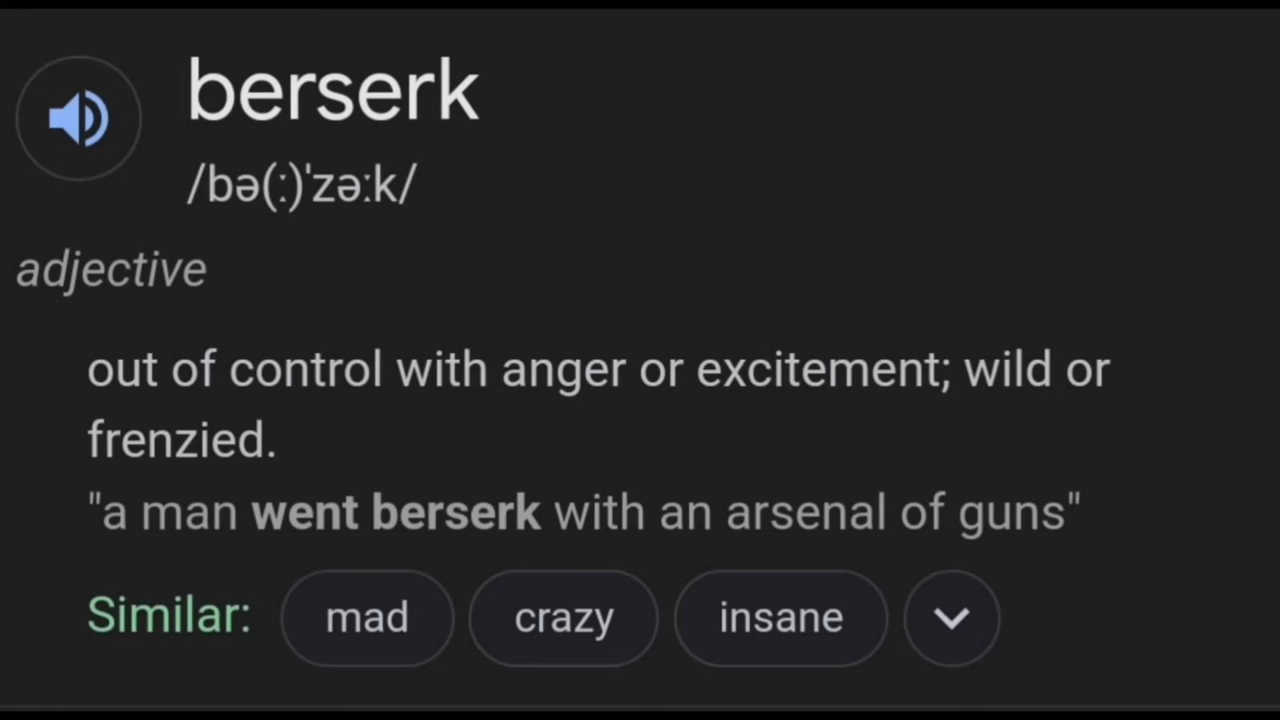 berserk
/bə(ː)ˈzəːk/
adjective
out of control with anger or excitement; wild or
frenzied.
"a man went berserk with an arsenal of guns"
Similar: mad crazy insane